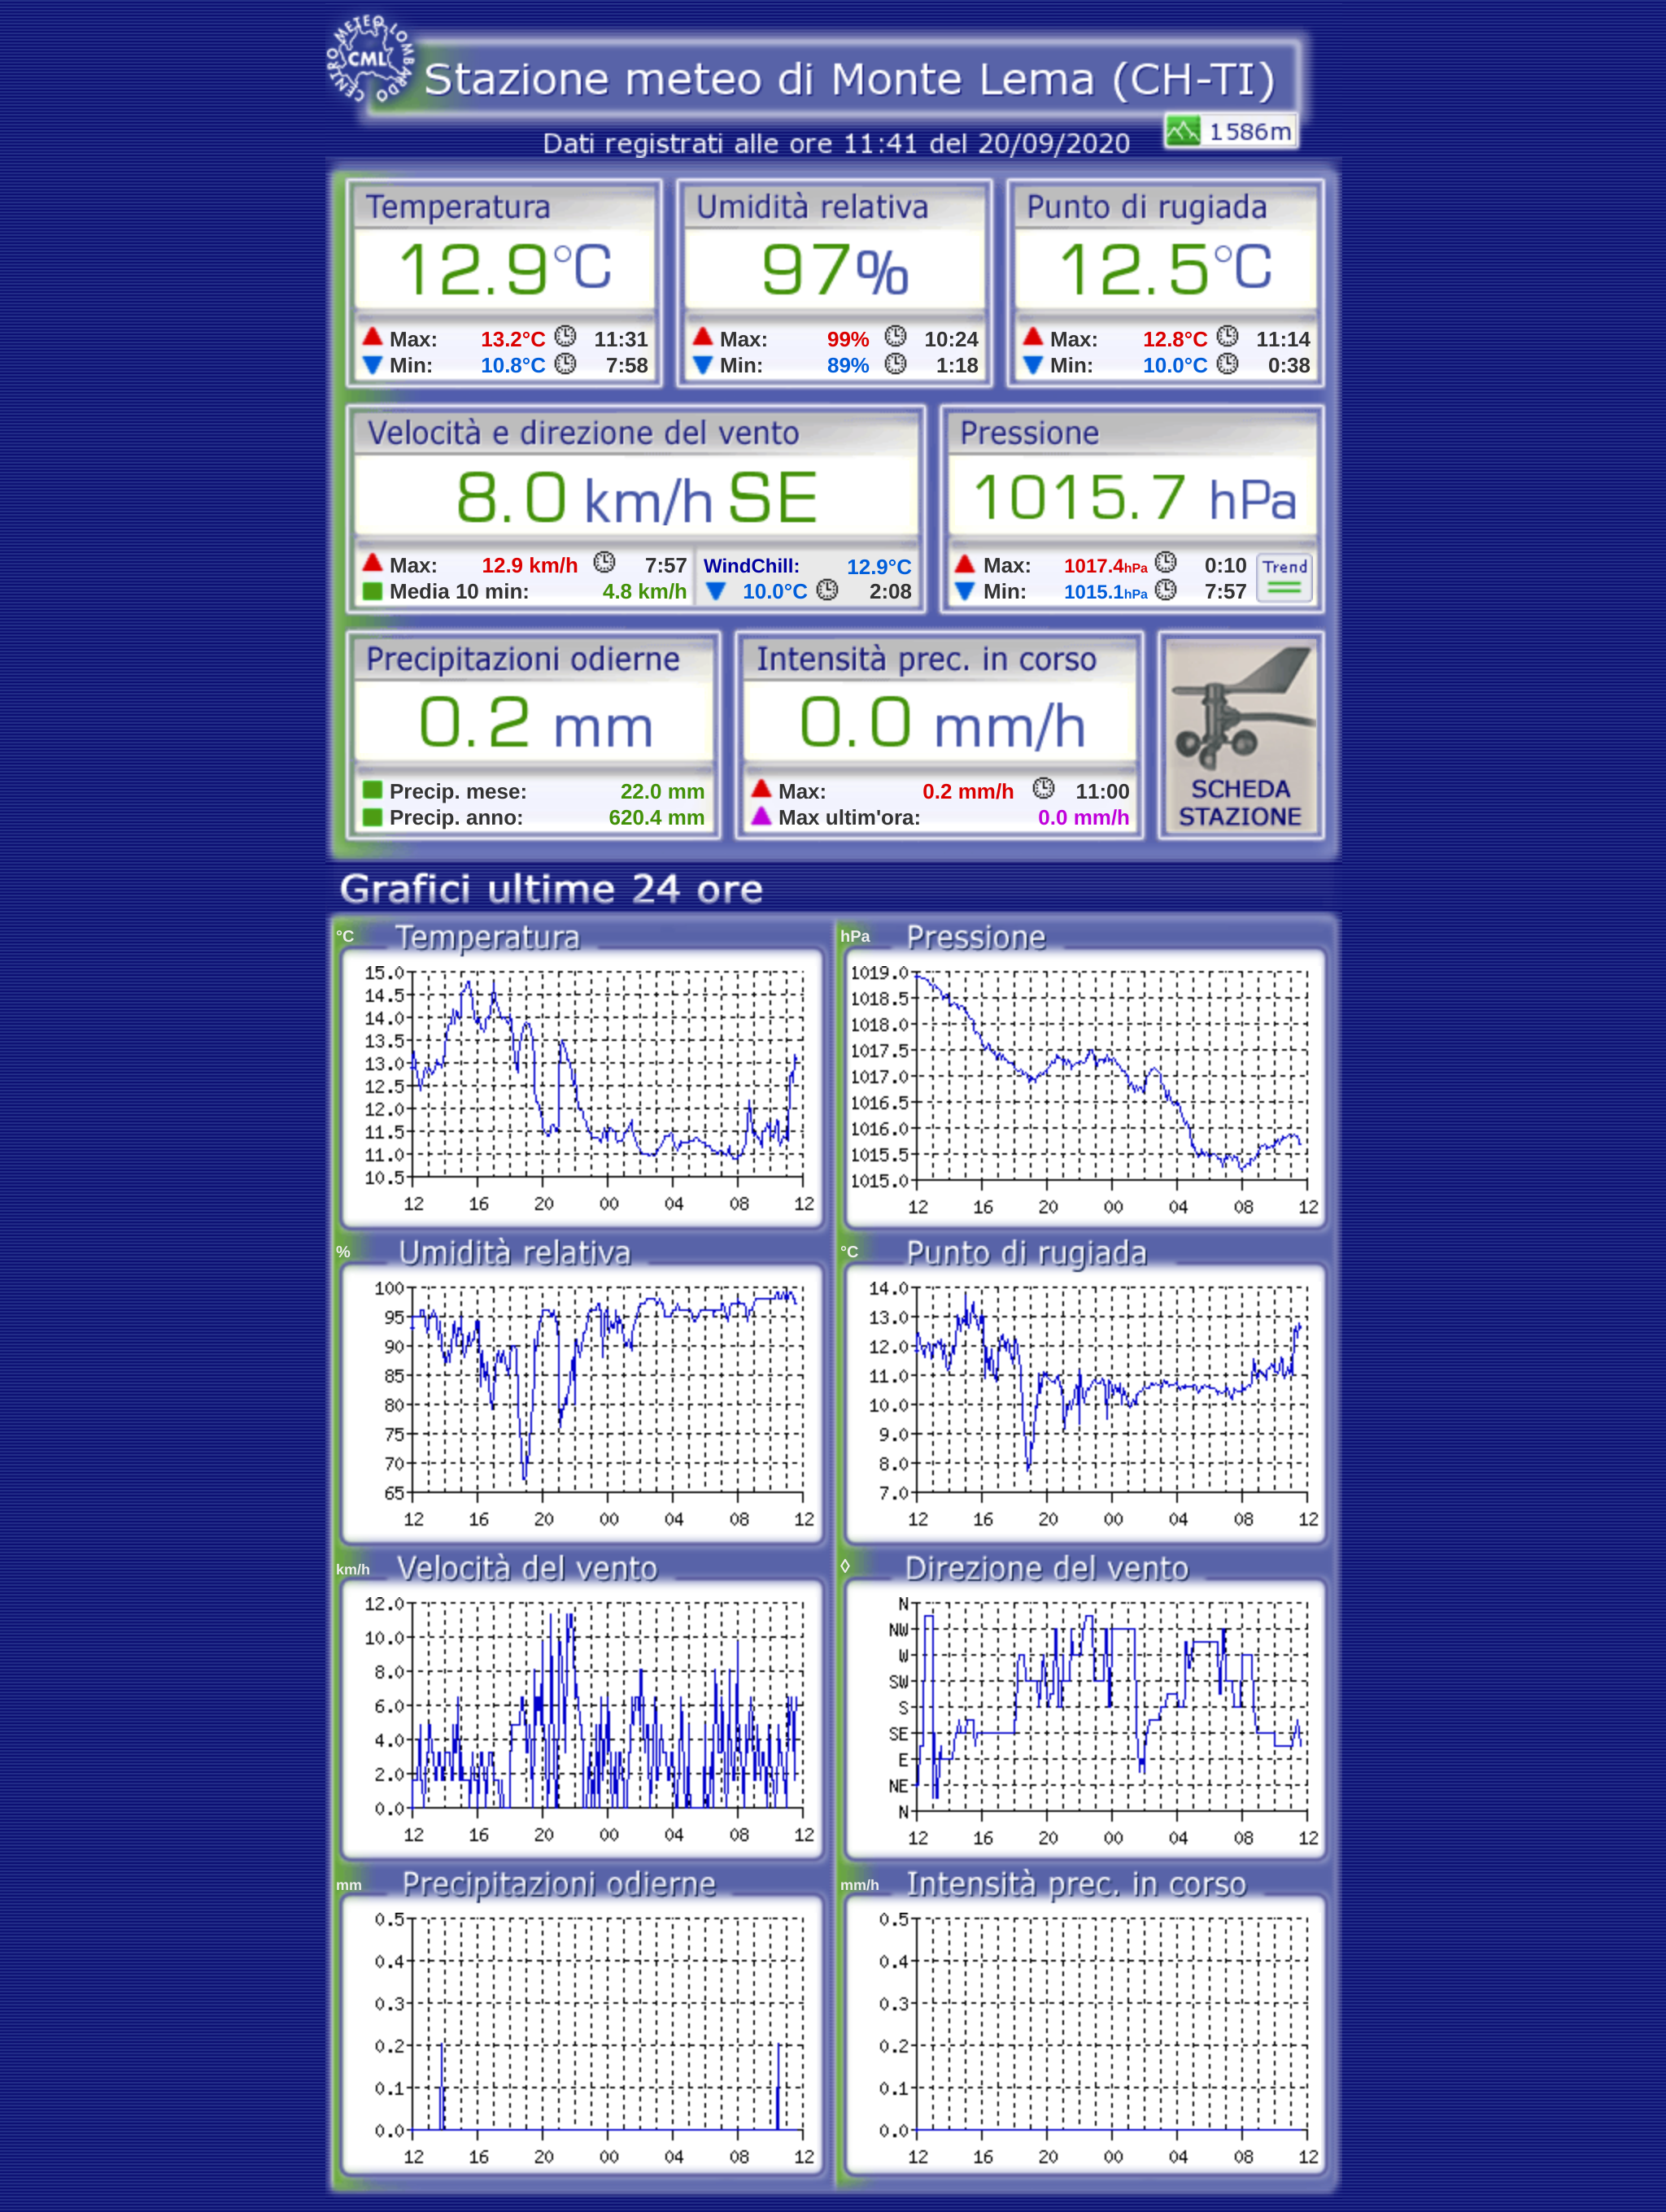 CENTRO METEO LOMBARDO
CML
Stazione meteo di Monte Lema (CH-TI)
Dati registrati alle ore 11:41 del 20/09/2020
1586m
Temperatura Umidità relativa Punto di rugiada
12.9°C 97% 12.5°C
Max: 13.2°C 11:31 Max: 99% 10:24 Max: 12.8°C 11:14
Min: 10.8°C 7:58 Min: 89% 1:18 Min: 10.0°C 0:38
Velocità e direzione del vento Pressione
8.0 km/h SE 1015.7 hPa
Max: 12.9 km/h 7:57 WindChill: 12.9°C Max: 1017.4hPa 0:10 Trend
Media 10 min: 4.8 km/h 10.0°C 2:08 Min: 1015.1hPa 7:57
Precipitazioni odierne Intensità prec. in corso
0.2 mm 0.0 mm/h
Precip. mese: 22.0 mm Max: 0.2 mm/h 11:00 SCHEDA
Precip. anno: 620.4 mm Max ultim'ora: 0.0 mm/h STAZIONE
Grafici ultime 24 ore
°C Temperatura
15.0
14.5
14.0
13.5
13.0
12.5
12.0
11.5
11.0
10.5
12 16 20 00 04 08 12
hPa Pressione
1019.0
1018.5
1018.0
1017.5
1017.0
1016.5
1016.0
1015.5
1015.0
12 16 20 00 04 08 12
% Umidità relativa
100
95
90
85
80
75
70
65
12 16 20 00 04 08 12
°C Punto di rugiada
14.0
13.0
12.0
11.0
10.0
9.0
8.0
7.0
12 16 20 00 04 08 12
km/h Velocità del vento
12.0
10.0
8.0
6.0
4.0
2.0
0.0
12 16 20 00 04 08 12
◊ Direzione del vento
N
NW
W
SW
S
SE
E
NE
N
12 16 20 00 04 08 12
mm Precipitazioni odierne
0.5
0.4
0.3
0.2
0.1
0.0
12 16 20 00 04 08 12
mm/h Intensità prec. in corso
0.5
0.4
0.3
0.2
0.1
0.0
12 16 20 00 04 08 12